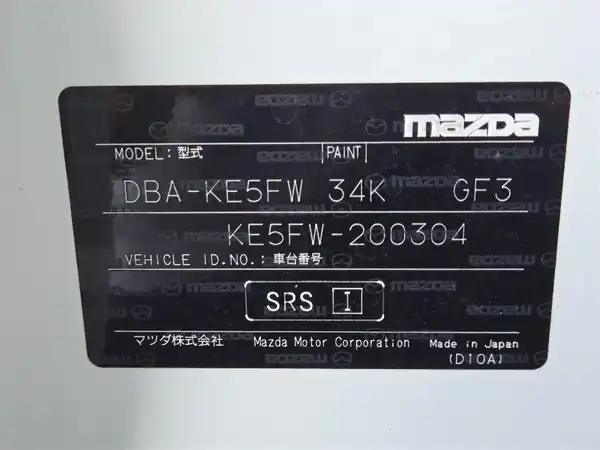 mazda
MODEL: 型式 PAINT
DBA-KE5FW 34K GF3
KE5FW-200304
VEHICLE ID.NO.: 車台番号
SRS I
マツダ株式会社 Mazda Motor Corporation Made in Japan
(D10A)